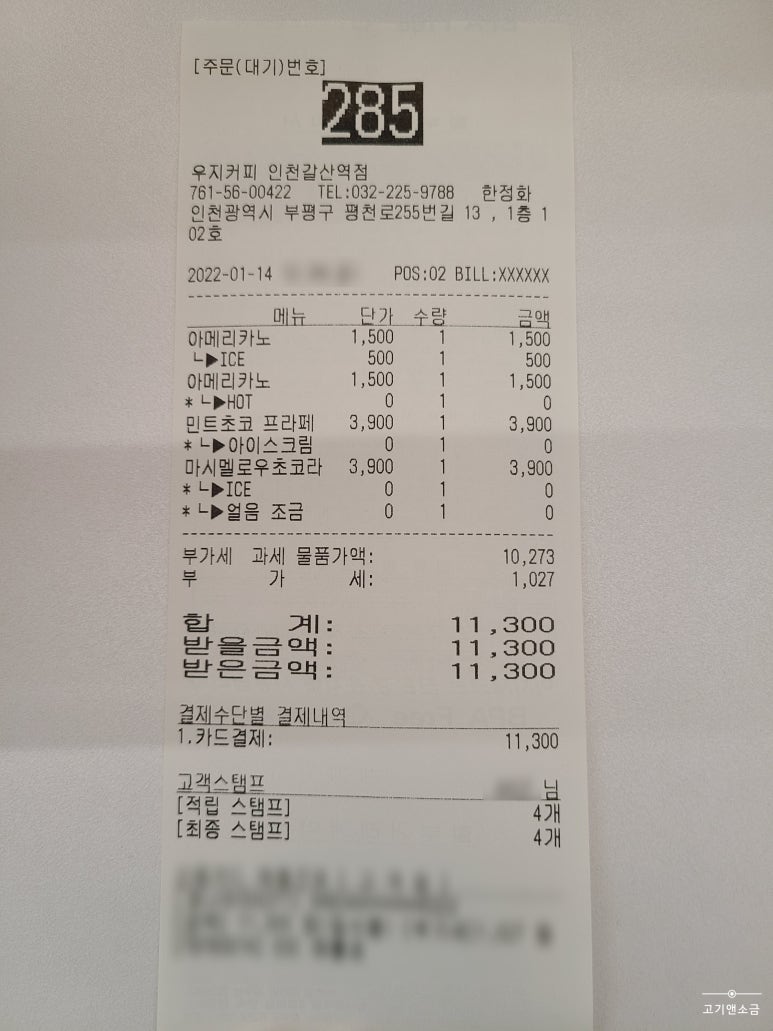 [주문(대기)번호]
285
우지커피 인천갈산역점
761-56-00422 TEL:032-225-9788 한정화
인천광역시 부평구 평천로255번길 13 , 1층 1
02호
2022-01-14 POS:02 BILL:XXXXXX
메뉴 단가 수량 금액
아메리카노 1,500 1 1,500
└▶ICE 500 1 500
아메리카노 1,500 1 1,500
* └▶HOT 0 1 0
민트초코 프라페 3,900 1 3,900
* └▶아이스크림 0 1 0
마시멜로우초코라 3,900 1 3,900
* └▶ICE 0 1 0
* └▶얼음 조금 0 1 0
부가세 과세 물품가액: 10,273
부 가 세: 1,027
합 계: 11,300
받을금액: 11,300
받은금액: 11,300
결제수단별 결제내역
1.카드결제: 11,300
고객스탬프 님
[적립 스탬프] 4개
[최종 스탬프] 4개
고기앤소금